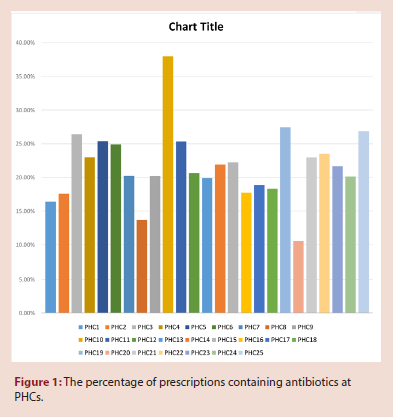 Chart Title
40.00%
35.00%
30.00%
25.00%
20.00%
15.00%
10.00%
5.00%
0.00%
PHC1 PHC2 PHC3 PHC4 PHC5 PHC6 PHC7 PHC8 PHC9
PHC10 PHC11 PHC12 PHC13 PHC14 PHC15 PHC16 PHC17 PHC18
PHC19 PHC20 PHC21 PHC22 PHC23 PHC24 PHC25
Figure 1: The percentage of prescriptions containing antibiotics at
PHCs.